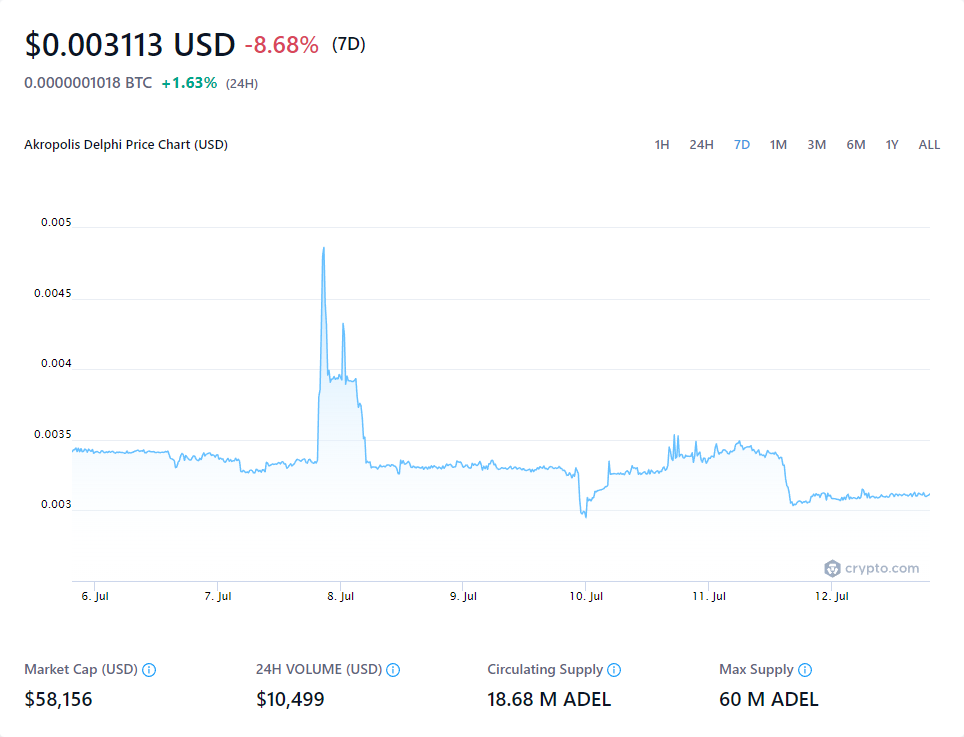 $0.003113 USD -8.68% (7D)
0.0000001018 BTC +1.63% (24H)
Akropolis Delphi Price Chart (USD) 1H 24H 7D 1M 3M 6M 1Y ALL
0.005
0.0045
0.004
0.0035
0.003
crypto.com
6. Jul 7. Jul 8. Jul 9. Jul 10. Jul 11. Jul 12. Jul
Market Cap (USD) 24H VOLUME (USD) Circulating Supply Max Supply
$58,156 $10,499 18.68 M ADEL 60 M ADEL